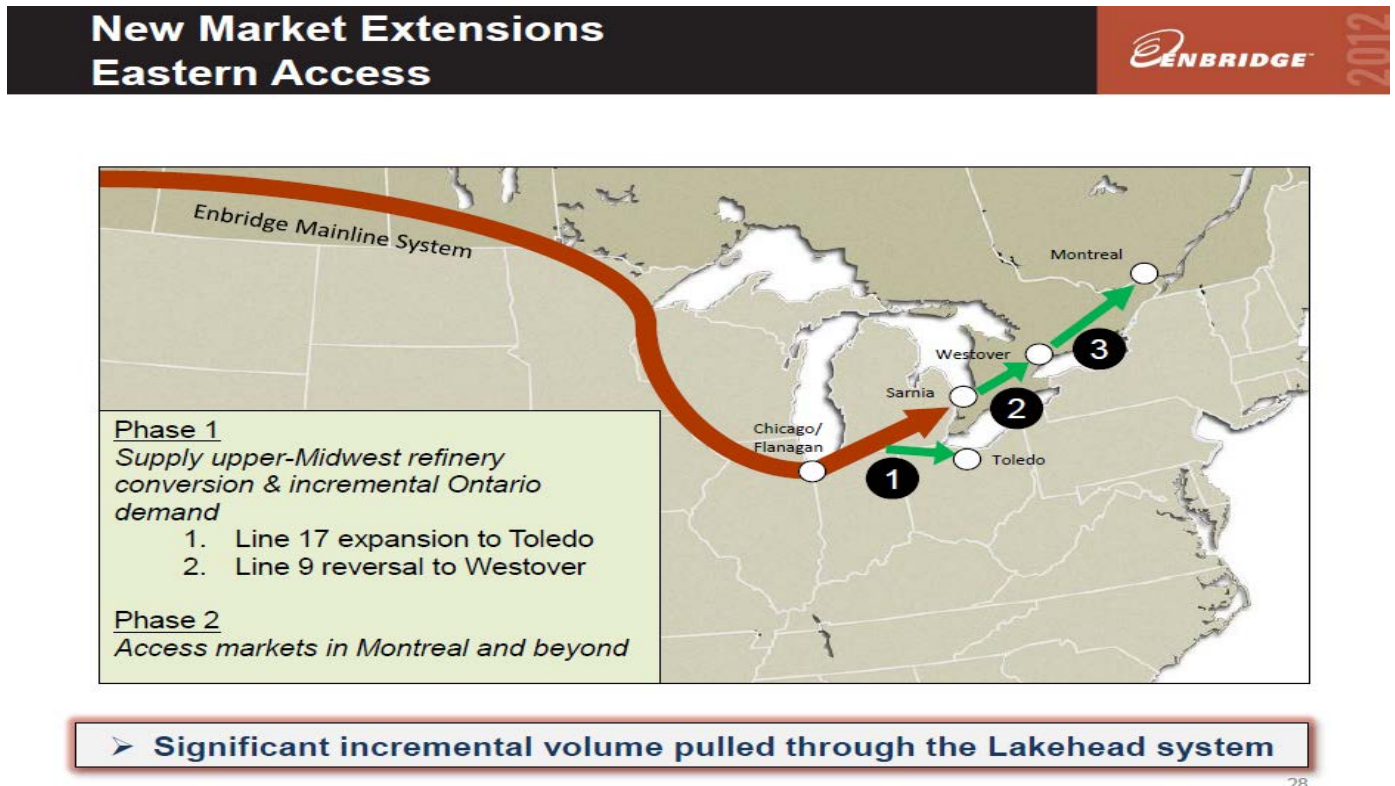 New Market Extensions
Eastern Access
ENBRIDGE™
2012
Enbridge Mainline System
Montreal
Westover
3
Sarnia
2
Chicago/
Flanagan
Toledo
1
Phase 1
Supply upper-Midwest refinery
conversion & incremental Ontario
demand
1. Line 17 expansion to Toledo
2. Line 9 reversal to Westover
Phase 2
Access markets in Montreal and beyond
➢ Significant incremental volume pulled through the Lakehead system
28